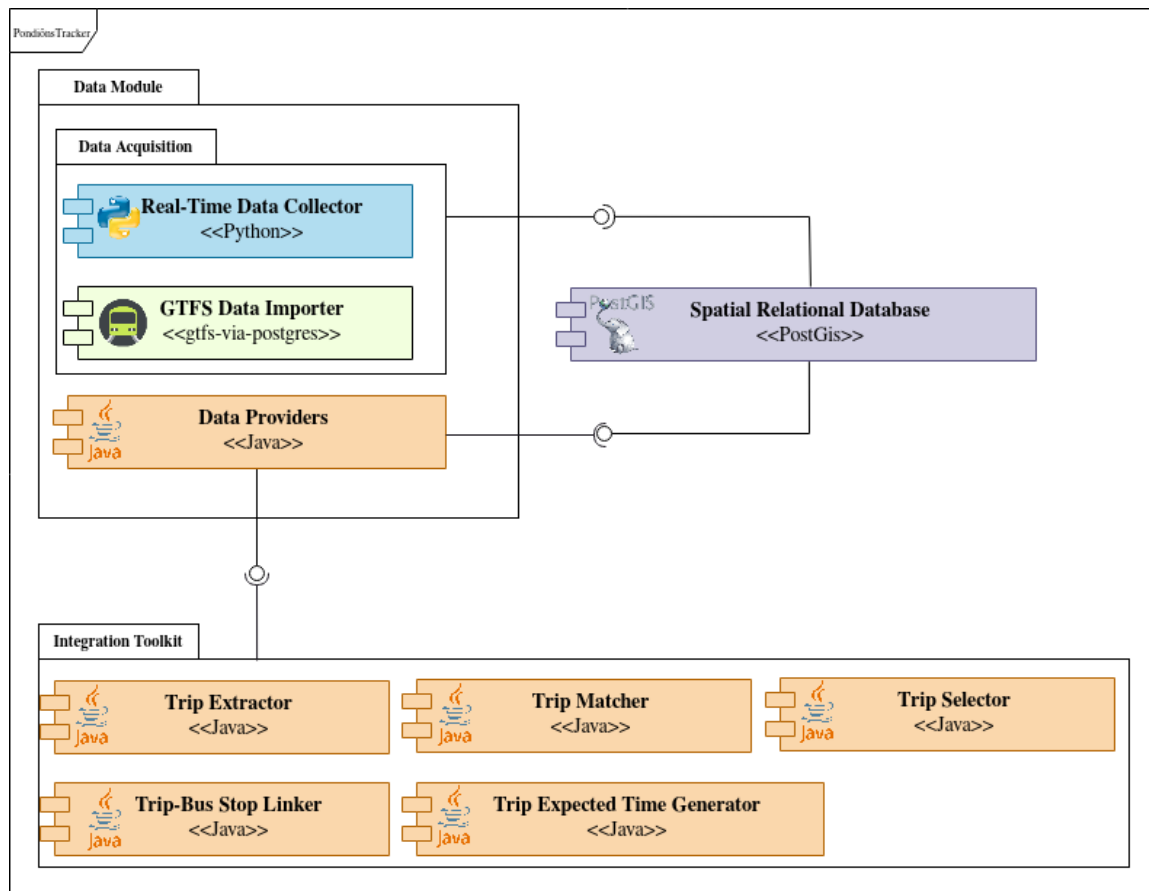 PondiônsTracker
Data Module
Data Acquisition
Real-Time Data Collector
<<Python>>
GTFS Data Importer
<<gtfs-via-postgres>>
PostGIS
Spatial Relational Database
<<PostGis>>
Java
Data Providers
<<Java>>
Integration Toolkit
Java
Trip Extractor
<<Java>>
Java
Trip Matcher
<<Java>>
Java
Trip Selector
<<Java>>
Java
Trip-Bus Stop Linker
<<Java>>
Java
Trip Expected Time Generator
<<Java>>